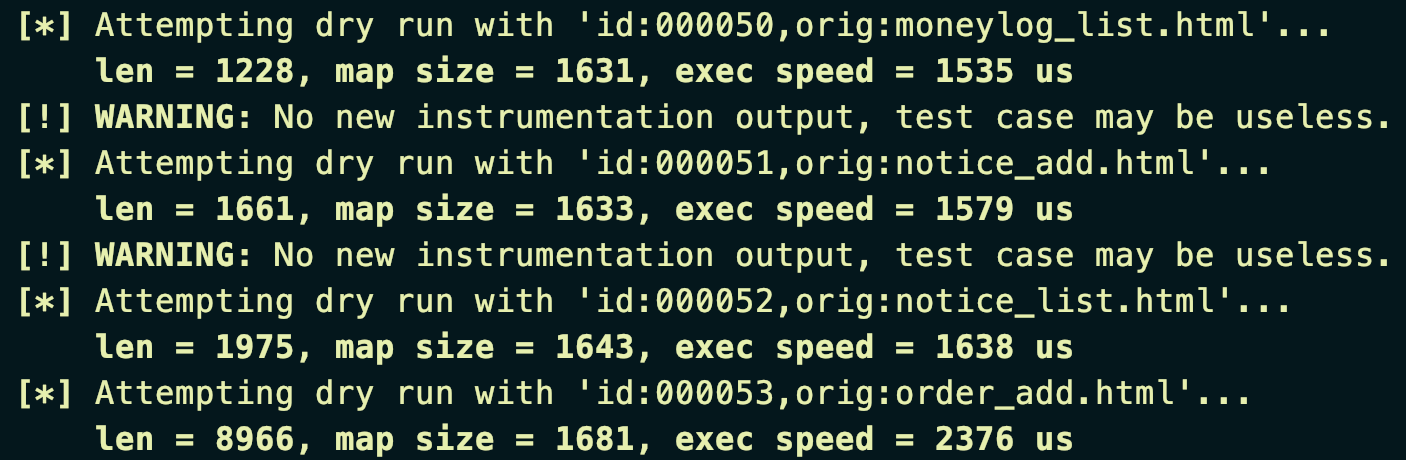 [*] Attempting dry run with 'id:000050,orig:moneylog_list.html'...
    len = 1228, map size = 1631, exec speed = 1535 us
[!] WARNING: No new instrumentation output, test case may be useless.
[*] Attempting dry run with 'id:000051,orig:notice_add.html'...
    len = 1661, map size = 1633, exec speed = 1579 us
[!] WARNING: No new instrumentation output, test case may be useless.
[*] Attempting dry run with 'id:000052,orig:notice_list.html'...
    len = 1975, map size = 1643, exec speed = 1638 us
[*] Attempting dry run with 'id:000053,orig:order_add.html'...
    len = 8966, map size = 1681, exec speed = 2376 us